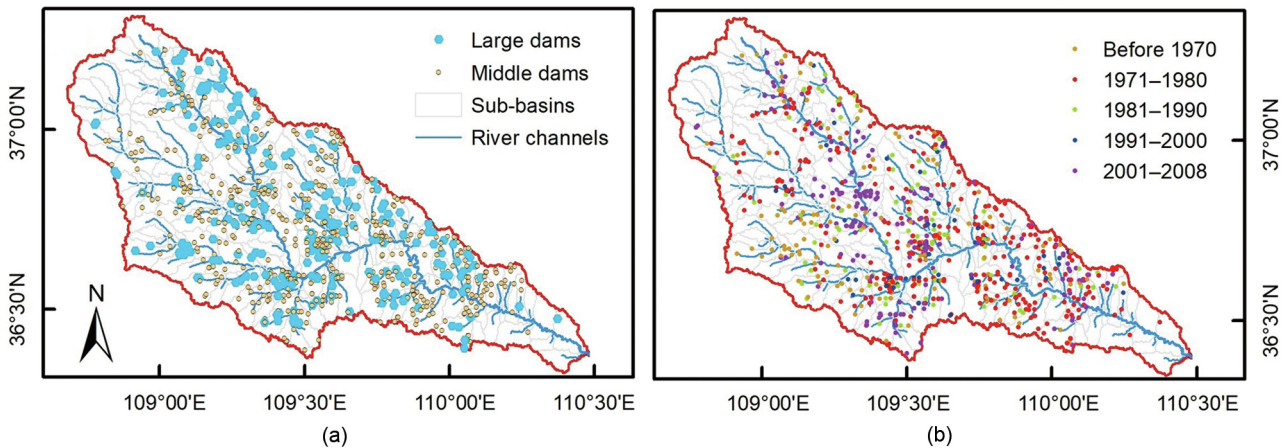 Large dams
Middle dams
Sub-basins
River channels
37°00'N
36°30'N
N
109°00'E 109°30'E 110°00'E 110°30'E
(a)
Before 1970
1971–1980
1981–1990
1991–2000
2001–2008
37°00'N
36°30'N
109°00'E 109°30'E 110°00'E 110°30'E
(b)